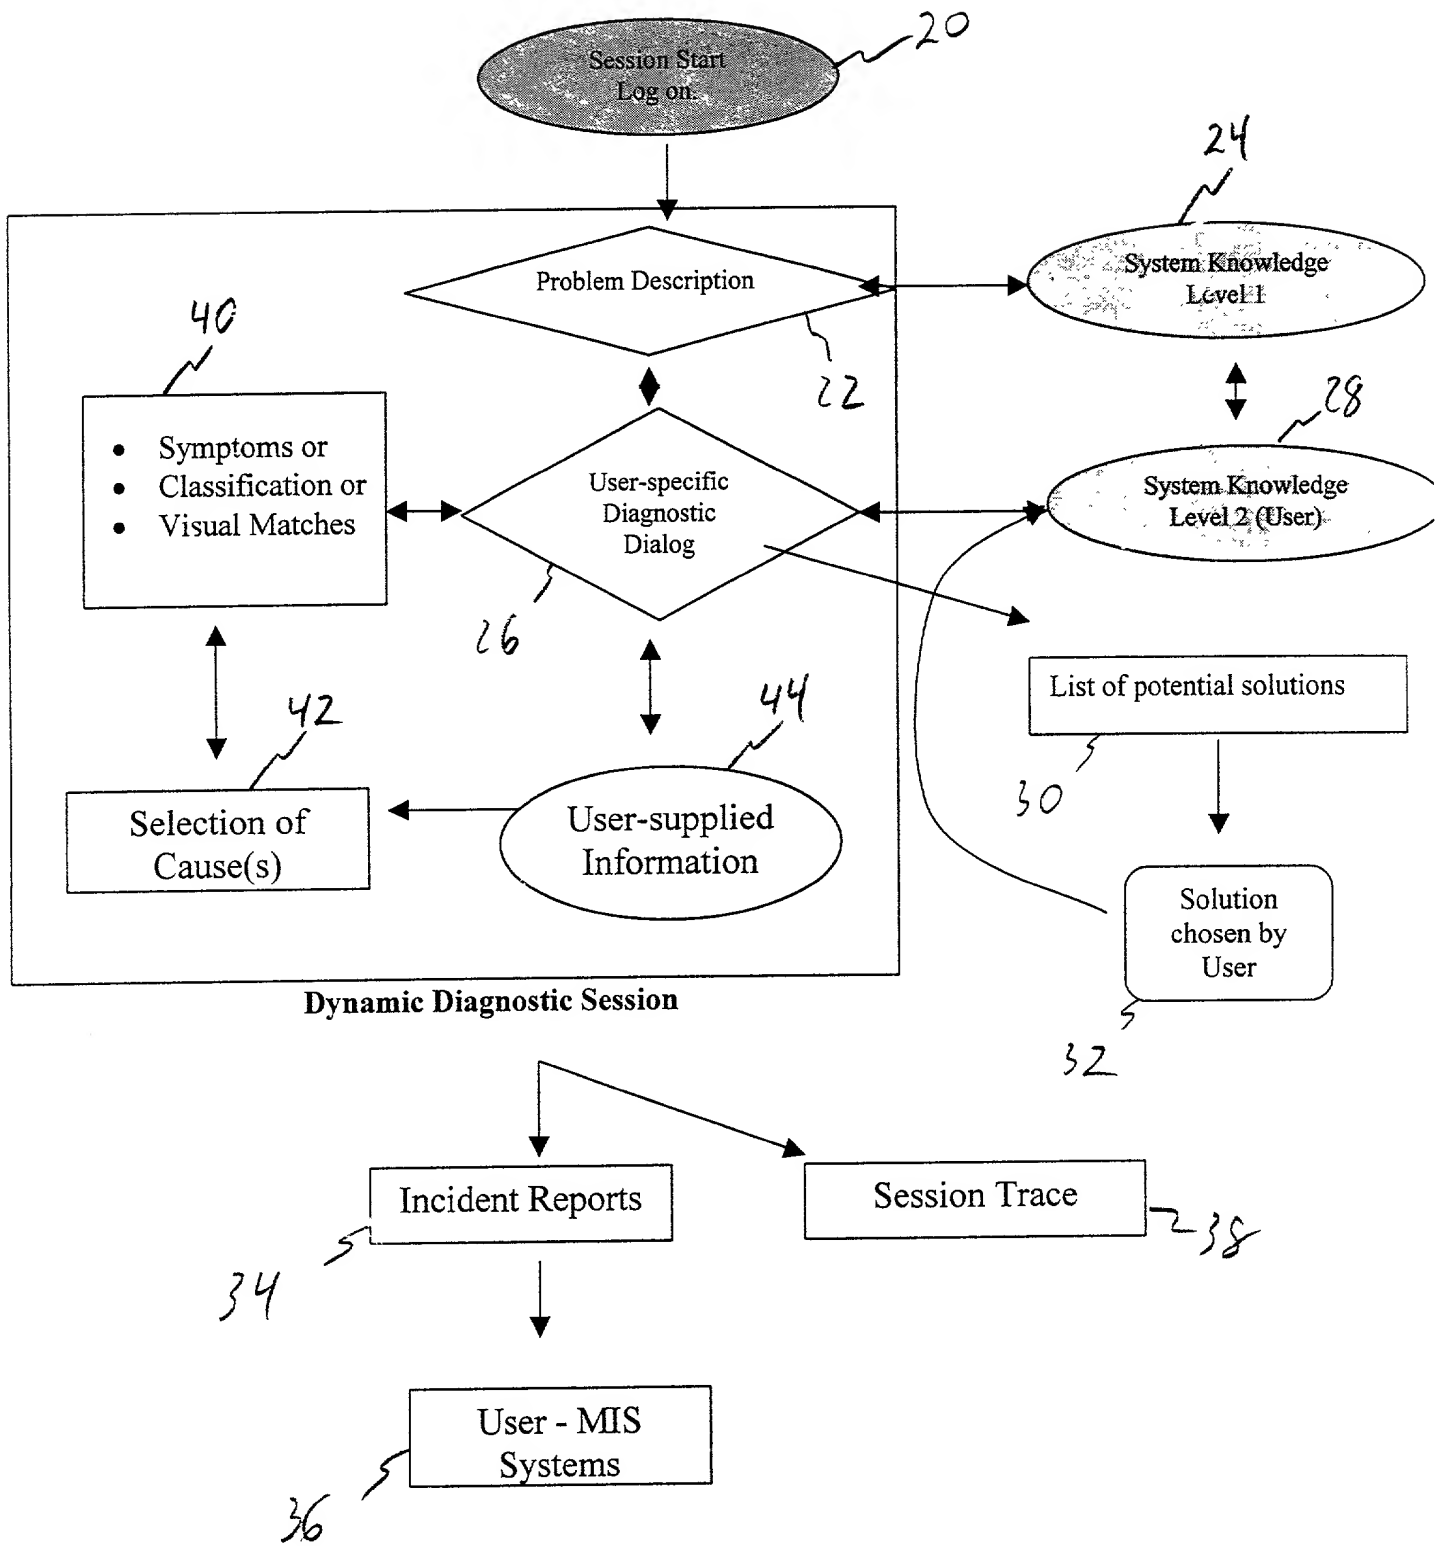 20
Session Start
Log on.
24
Problem Description
System Knowledge
Level 1
22
40
28
• Symptoms or
• Classification or
• Visual Matches
User-specific
Diagnostic
Dialog
System Knowledge
Level 2 (User)
26
List of potential solutions
42
44
30
Selection of
Cause(s)
User-supplied
Information
Solution
chosen by
User
Dynamic Diagnostic Session
32
Incident Reports
Session Trace
38
34
User - MIS
Systems
36